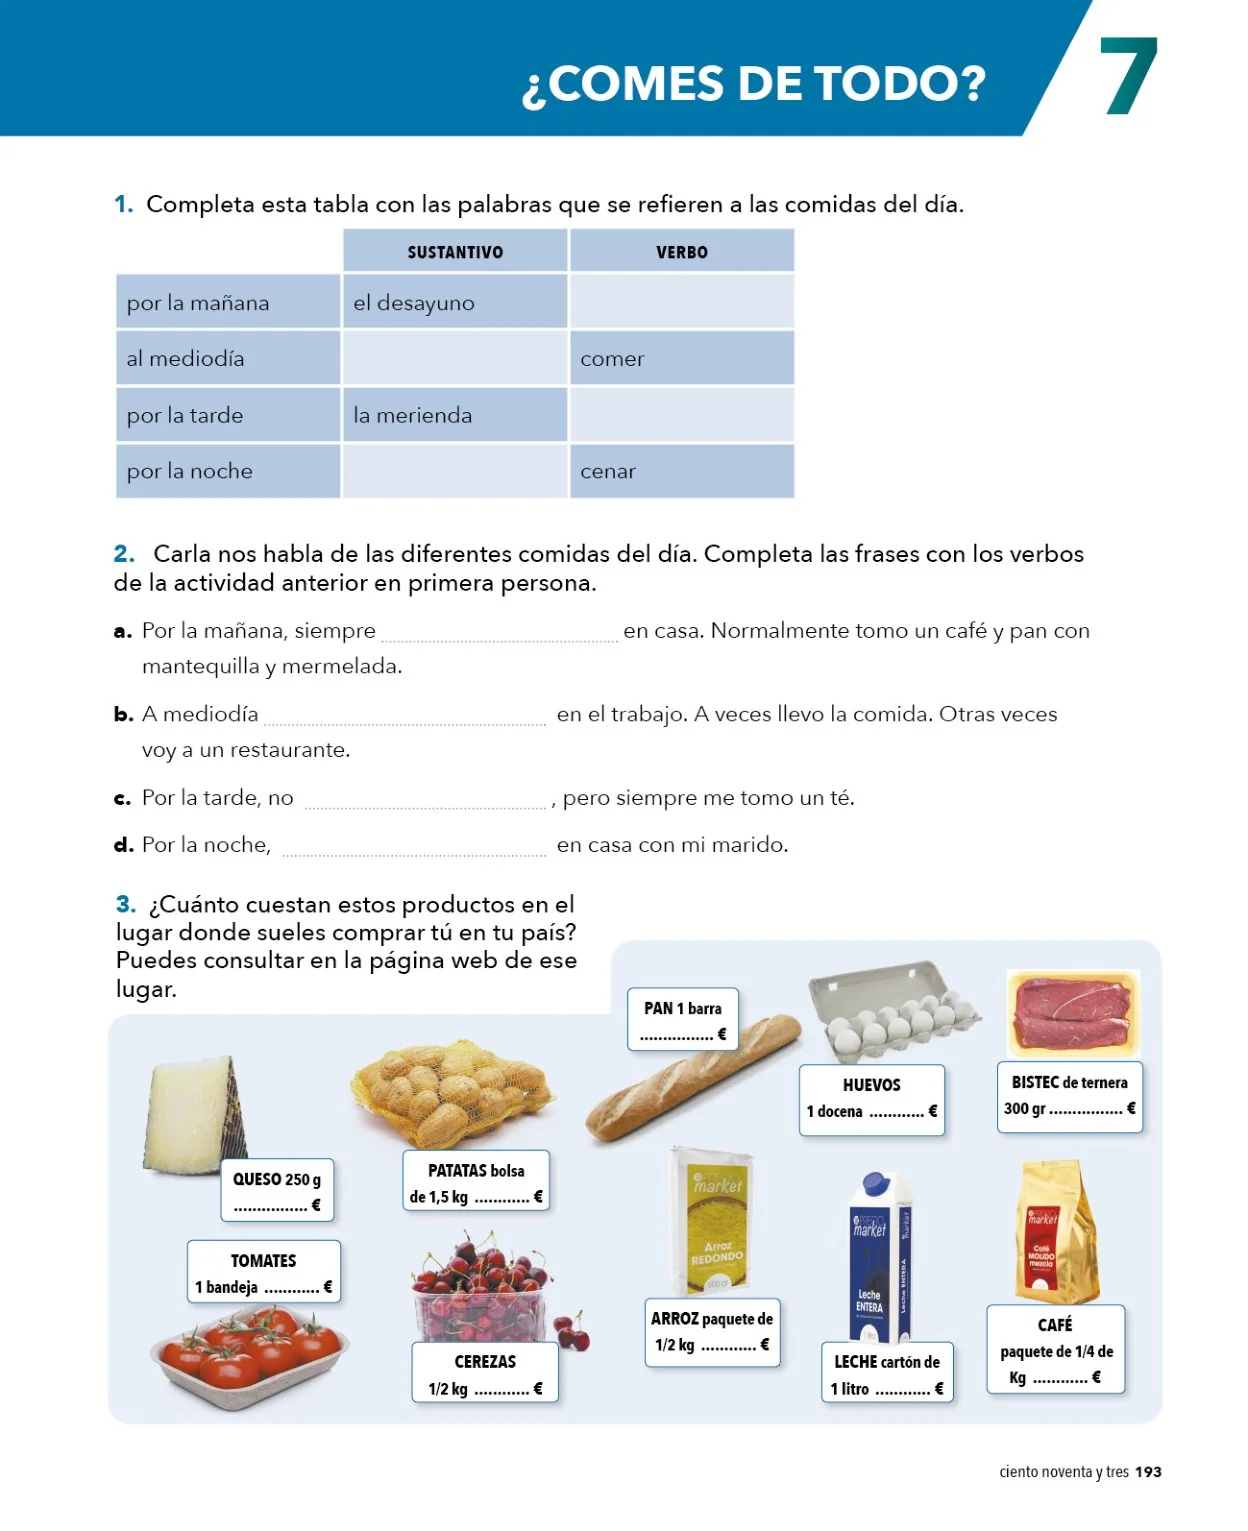 ¿COMES DE TODO?
7
1. Completa esta tabla con las palabras que se refieren a las comidas del día.
SUSTANTIVO VERBO
por la mañana el desayuno
al mediodía comer
por la tarde la merienda
por la noche cenar
2. Carla nos habla de las diferentes comidas del día. Completa las frases con los verbos
de la actividad anterior en primera persona.
a. Por la mañana, siempre ........................ en casa. Normalmente tomo un café y pan con
mantequilla y mermelada.
b. A mediodía ........................ en el trabajo. A veces llevo la comida. Otras veces
voy a un restaurante.
c. Por la tarde, no ........................ , pero siempre me tomo un té.
d. Por la noche, ........................ en casa con mi marido.
3. ¿Cuánto cuestan estos productos en el
lugar donde sueles comprar tú en tu país?
Puedes consultar en la página web de ese
lugar.
PAN 1 barra
................ €
HUEVOS
1 docena ............ €
BISTEC de ternera
300 gr ................ €
QUESO 250 g
................ €
PATATAS bolsa
de 1,5 kg ............ €
TOMATES
1 bandeja ............ €
CEREZAS
1/2 kg ............ €
market
Arroz
REDONDO
500 gr
ARROZ paquete de
1/2 kg ............ €
market
Leche
ENTERA
Leche ENTERA
LECHE cartón de
1 litro ............ €
market
Café
MOLIDO
mezcla
CAFÉ
paquete de 1/4 de
Kg ............ €
ciento noventa y tres 193